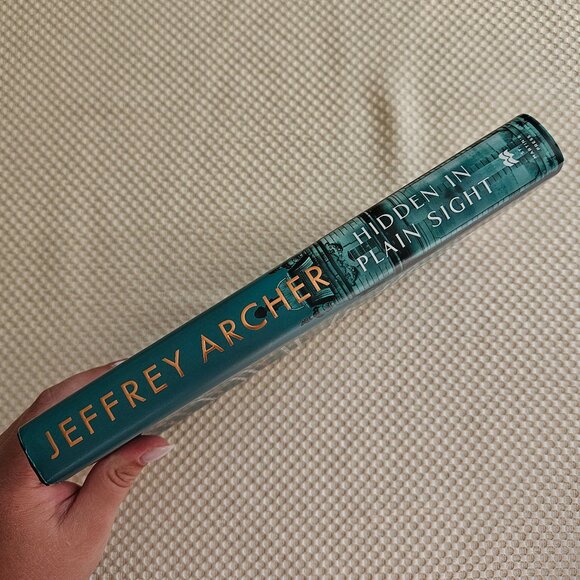 JEFFREY ARCHER
HIDDEN IN
PLAIN SIGHT